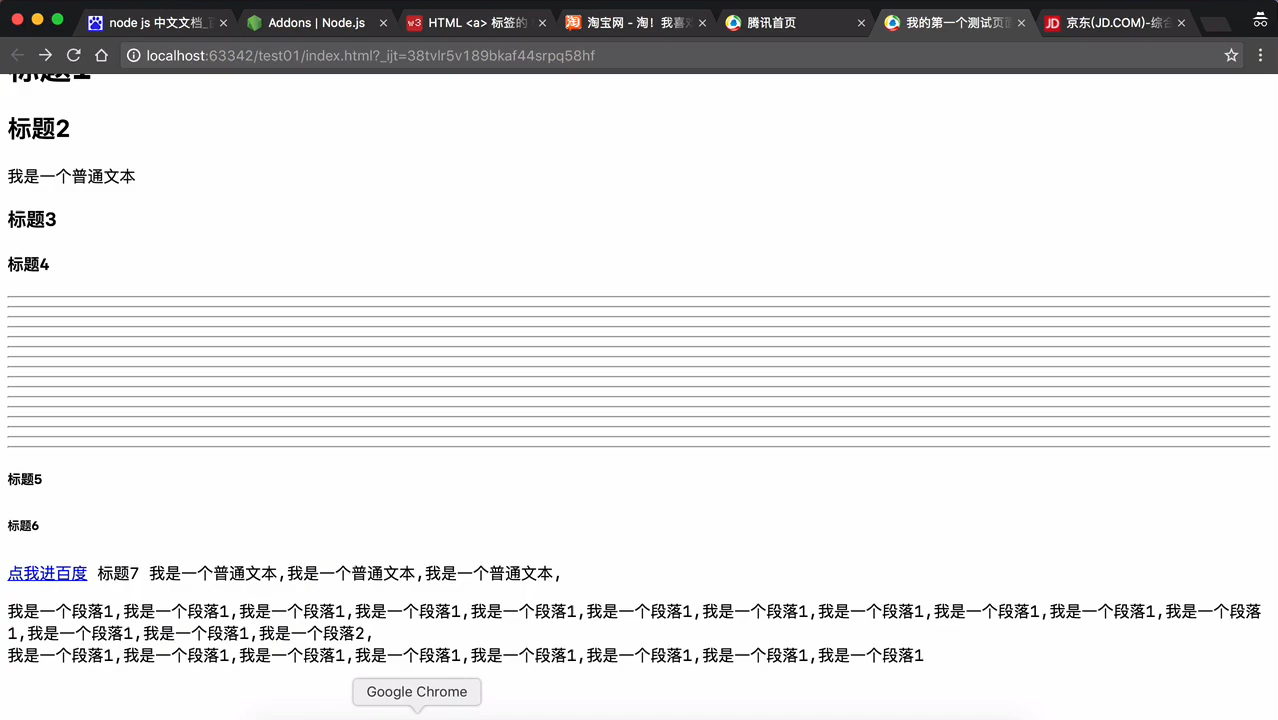 node js 中文文档_百
Addons | Node.js
w3 HTML <a> 标签的
淘 淘宝网 - 淘！我喜
腾讯首页
我的第一个测试页
JD 京东(JD.COM)-综合
localhost:63342/test01/index.html?_ijt=38tvlr5v189bkaf44srpq58hf
标题1
标题2
我是一个普通文本
标题3
标题4
标题5
标题6
点我进百度 标题7 我是一个普通文本,我是一个普通文本,我是一个普通文本,
我是一个段落1,我是一个段落1,我是一个段落1,我是一个段落1,我是一个段落1,我是一个段落1,我是一个段落1,我是一个段落1,我是一个段落1,我是一个段落1,我是一个段落
1,我是一个段落1,我是一个段落1,我是一个段落2,
我是一个段落1,我是一个段落1,我是一个段落1,我是一个段落1,我是一个段落1,我是一个段落1,我是一个段落1,我是一个段落1
Google Chrome